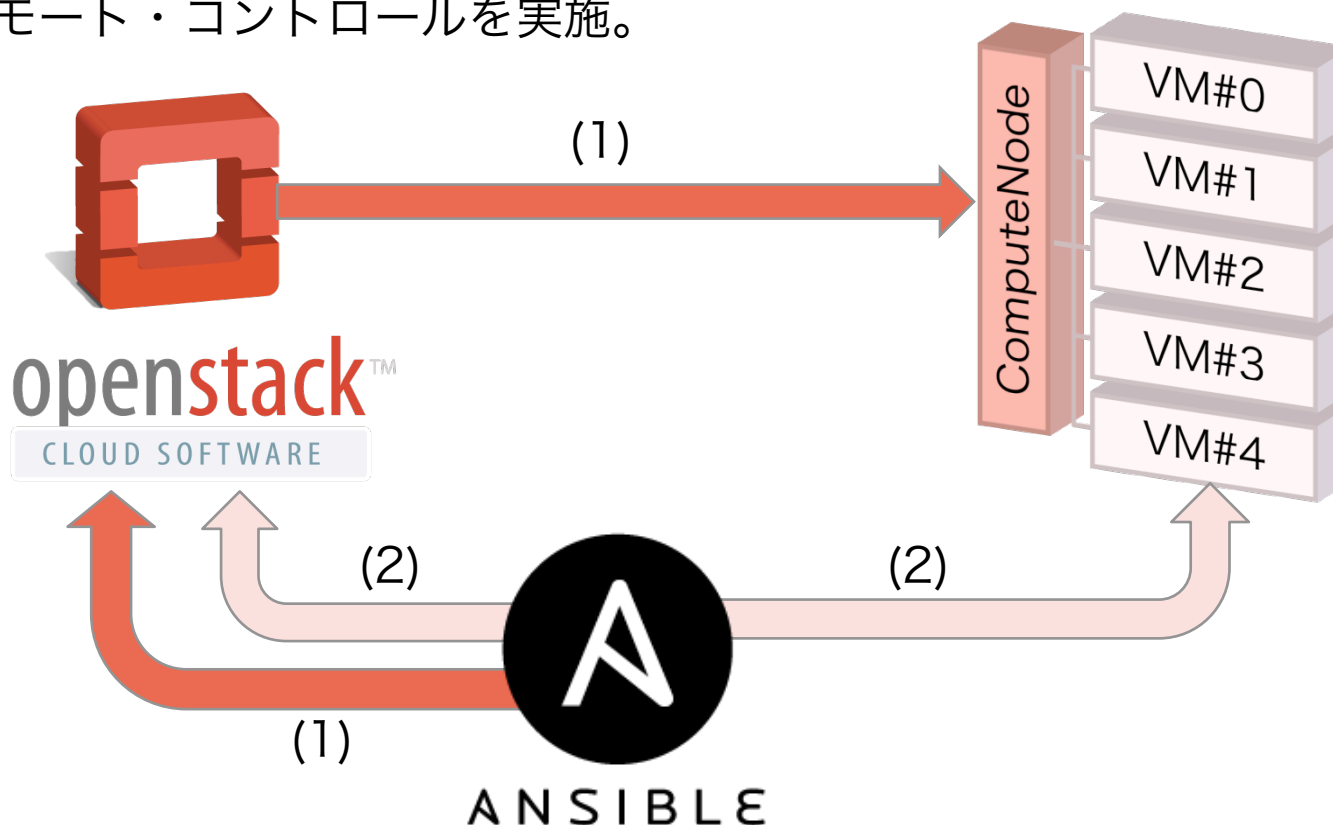 モート・コントロールを実施。
(1)
ComputeNode
VM#0
VM#1
VM#2
VM#3
VM#4
openstack™
CLOUD SOFTWARE
(2)
(2)
(1)
ANSIBLE